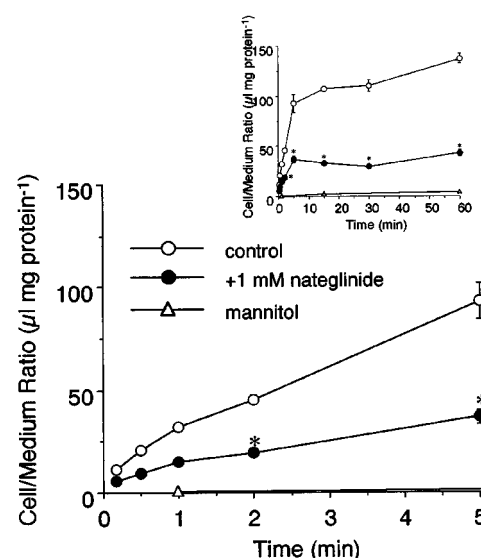 150
100
50
0
Cell/Medium Ratio (µl mg protein-1)
0 10 20 30 40 50 60
Time (min)
* * * * *
150
100
50
0
Cell/Medium Ratio (µl mg protein-1)
control
+1 mM nateglinide
mannitol
* *
0 1 2 3 4 5
Time (min)